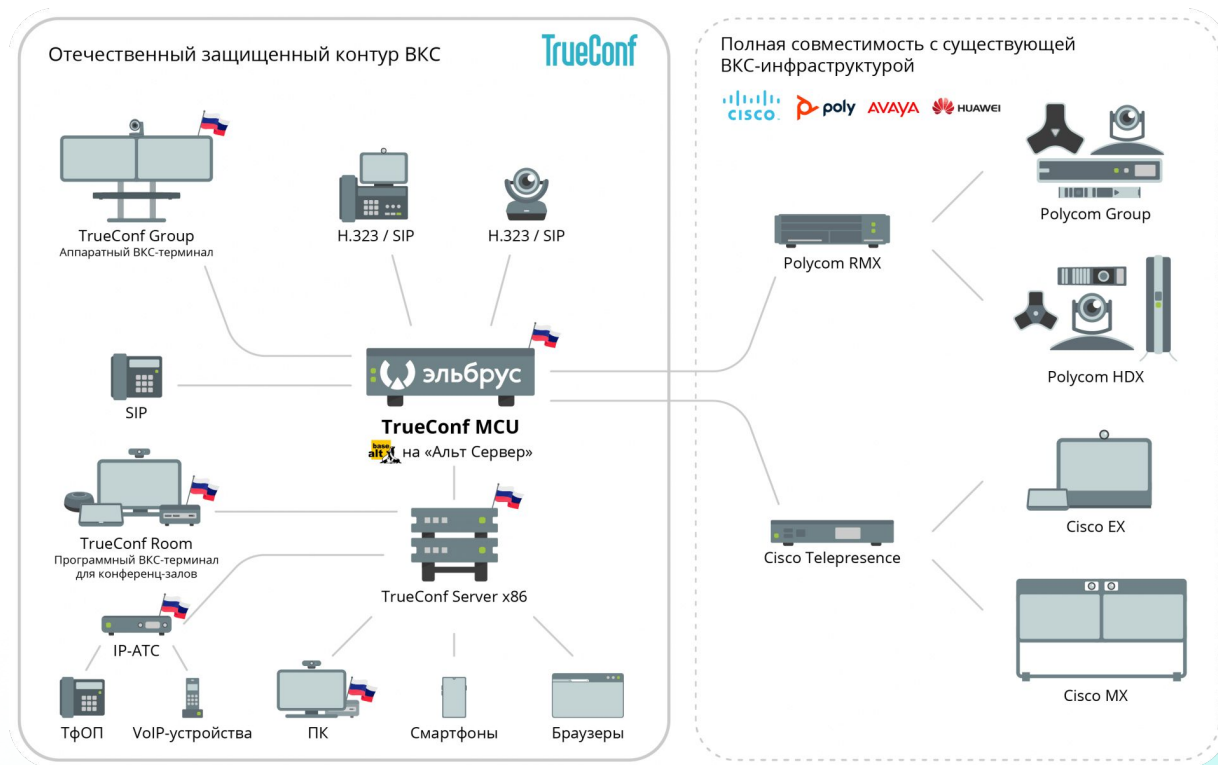 Отечественный защищенный контур ВКС
TrueConf
TrueConf Group
Аппаратный ВКС-терминал
H.323 / SIP
H.323 / SIP
SIP
эльбрус
TrueConf MCU
base
alt
на «Альт Сервер»
TrueConf Room
Программный ВКС-терминал
для конференц-залов
TrueConf Server x86
IP-АТС
ТфОП
VoIP-устройства
ПК
Смартфоны
Браузеры
Полная совместимость с существующей
ВКС-инфраструктурой
CISCO
poly
AVAYA
HUAWEI
Polycom Group
Polycom RMX
Polycom HDX
Cisco EX
Cisco Telepresence
Cisco MX